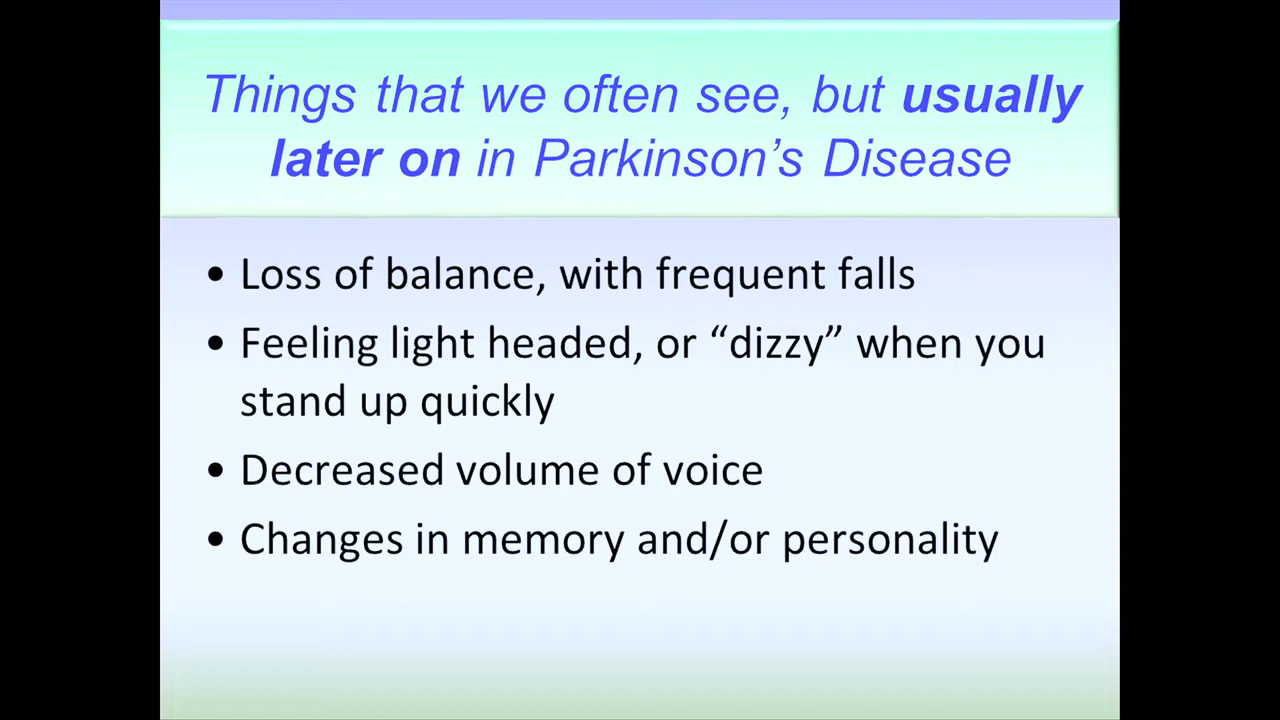 Things that we often see, but usually
later on in Parkinson’s Disease
• Loss of balance, with frequent falls
• Feeling light headed, or “dizzy” when you
stand up quickly
• Decreased volume of voice
• Changes in memory and/or personality